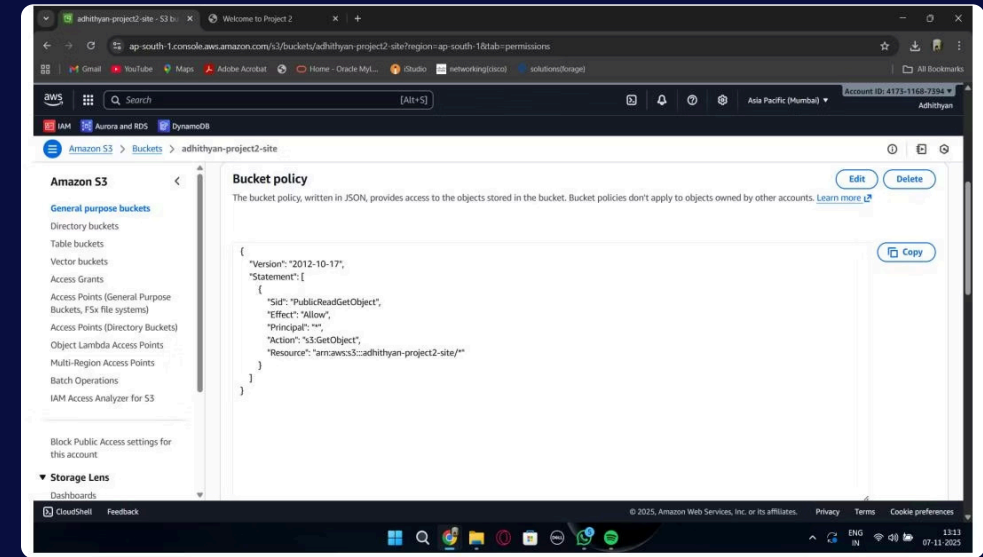 adhithyan-project2-site - S3 bu
Welcome to Project 2
ap-south-1.console.aws.amazon.com/s3/buckets/adhithyan-project2-site?region=ap-south-1&tab=permissions
Gmail YouTube Maps Adobe Acrobat Home - Oracle MyL... iStudio networking(cisco) solutions(forage) All Bookmarks
aws Search [Alt+S] Asia Pacific (Mumbai) Account ID: 4175-1168-7394
Adhithyan
IAM Aurora and RDS DynamoDB
Amazon S3 > Buckets > adhithyan-project2-site
Amazon S3
General purpose buckets
Directory buckets
Table buckets
Vector buckets
Access Grants
Access Points (General Purpose
Buckets, FSx file systems)
Access Points (Directory Buckets)
Object Lambda Access Points
Multi-Region Access Points
Batch Operations
IAM Access Analyzer for S3
Block Public Access settings for
this account
Storage Lens
Dashboards
Bucket policy
Edit Delete
The bucket policy, written in JSON, provides access to the objects stored in the bucket. Bucket policies don't apply to objects owned by other accounts. Learn more
Copy
{
"Version": "2012-10-17",
"Statement": [
{
"Sid": "PublicReadGetObject",
"Effect": "Allow",
"Principal": "*",
"Action": "s3:GetObject",
"Resource": "arn:aws:s3:::adhithyan-project2-site/*"
}
]
}
CloudShell Feedback © 2025, Amazon Web Services, Inc. or its affiliates. Privacy Terms Cookie preferences
ENG
IN
13:13
07-11-2025